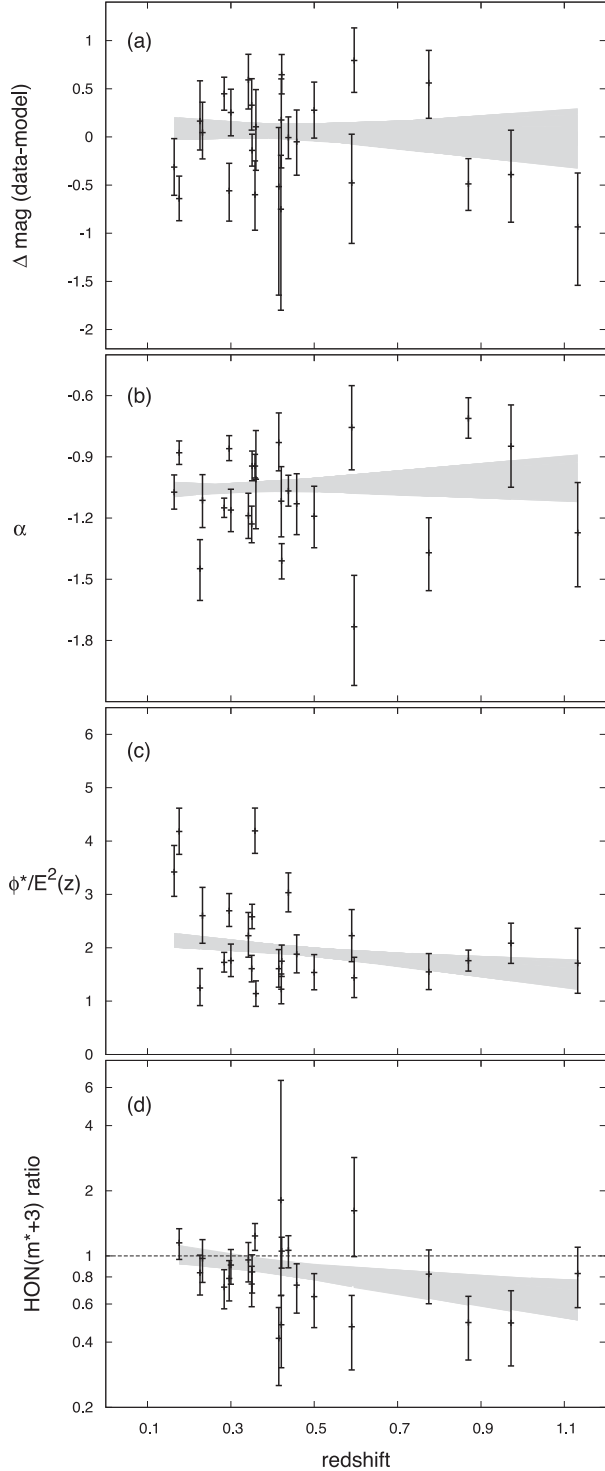 (a)
1
0.5
0
-0.5
-1
-1.5
-2
Δ mag (data-model)
(b)
-0.6
-0.9
-1.2
-1.5
-1.8
α
(c)
6
5
4
3
2
1
0
ϕ*/E²(z)
(d)
6
2
1
0.8
0.6
0.4
0.2
HON(m*+3) ratio
0.1 0.3 0.5 0.7 0.9 1.1
redshift